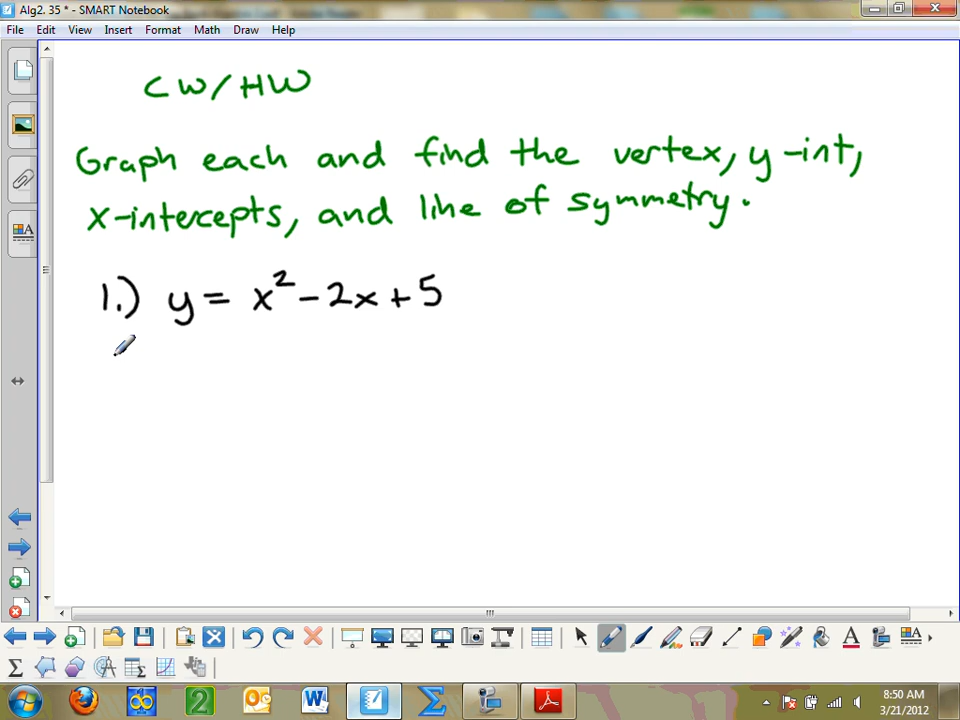 Alg2. 35 * - SMART Notebook
File Edit View Insert Format Math Draw Help
CW/HW
Graph each and find the vertex, y-int,
x-intercepts, and line of symmetry.
1.) y = x² - 2x + 5
8:50 AM
3/21/2012